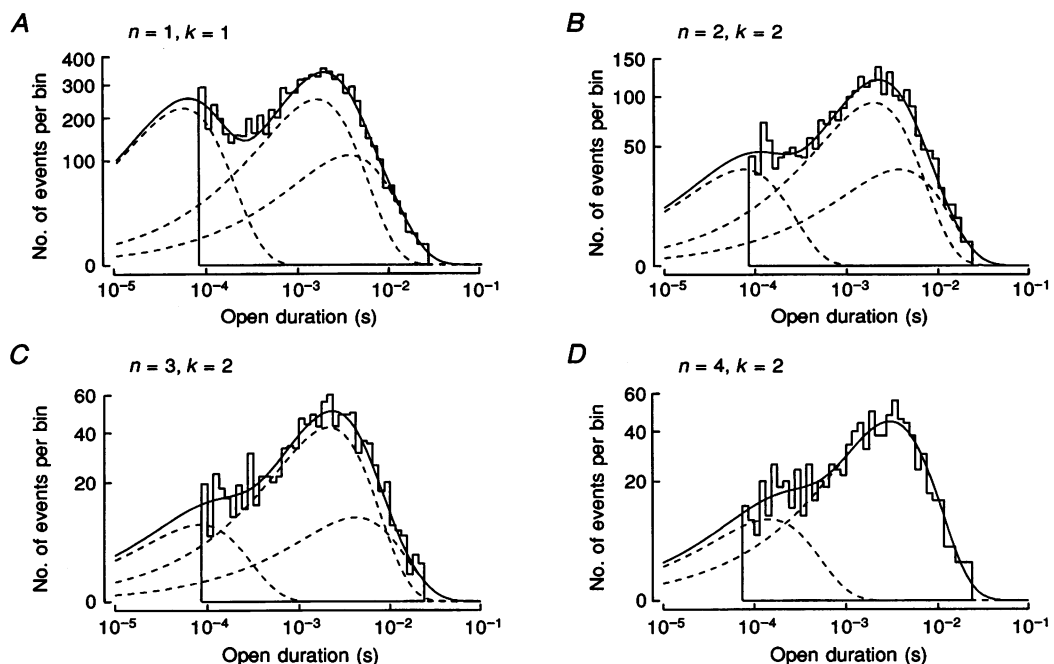 A
n = 1, k = 1
No. of events per bin
400
300
200
100
0
10⁻⁵
10⁻⁴
10⁻³
10⁻²
10⁻¹
Open duration (s)
B
n = 2, k = 2
No. of events per bin
150
100
50
0
10⁻⁵
10⁻⁴
10⁻³
10⁻²
10⁻¹
Open duration (s)
C
n = 3, k = 2
No. of events per bin
60
40
20
0
10⁻⁵
10⁻⁴
10⁻³
10⁻²
10⁻¹
Open duration (s)
D
n = 4, k = 2
No. of events per bin
60
40
20
0
10⁻⁵
10⁻⁴
10⁻³
10⁻²
10⁻¹
Open duration (s)